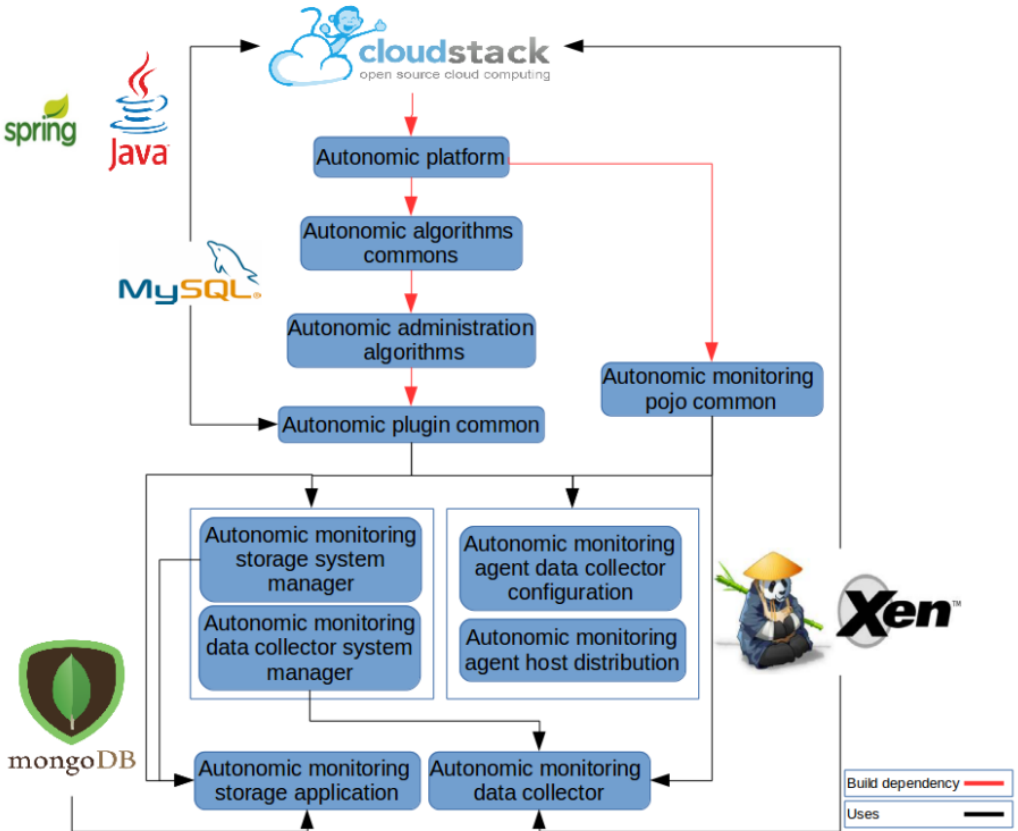 cloudstack
open source cloud computing
spring
Java
Autonomic platform
Autonomic algorithms
commons
MySQL®
Autonomic administration
algorithms
Autonomic monitoring
pojo common
Autonomic plugin common
Autonomic monitoring
storage system
manager
Autonomic monitoring
data collector system
manager
Autonomic monitoring
agent data collector
configuration
Autonomic monitoring
agent host distribution
Xen™
mongoDB
Autonomic monitoring
storage application
Autonomic monitoring
data collector
Build dependency
Uses